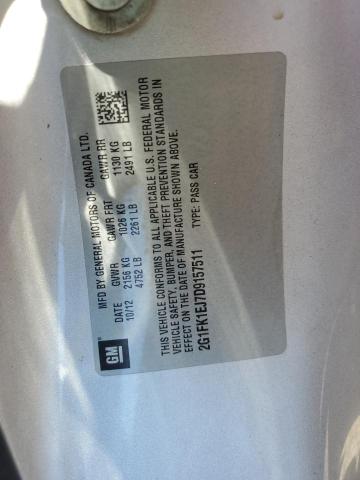 MFD BY GENERAL MOTORS OF CANADA LTD.
DATE GVWR GAWR FRT GAWR RR
10/12 2156 KG 1026 KG 1130 KG
4752 LB 2261 LB 2491 LB
GM
THIS VEHICLE CONFORMS TO ALL APPLICABLE U.S. FEDERAL MOTOR
VEHICLE SAFETY, BUMPER, AND THEFT PREVENTION STANDARDS IN
EFFECT ON THE DATE OF MANUFACTURE SHOWN ABOVE.
2G1FK1EJ7D9157511 TYPE: PASS CAR